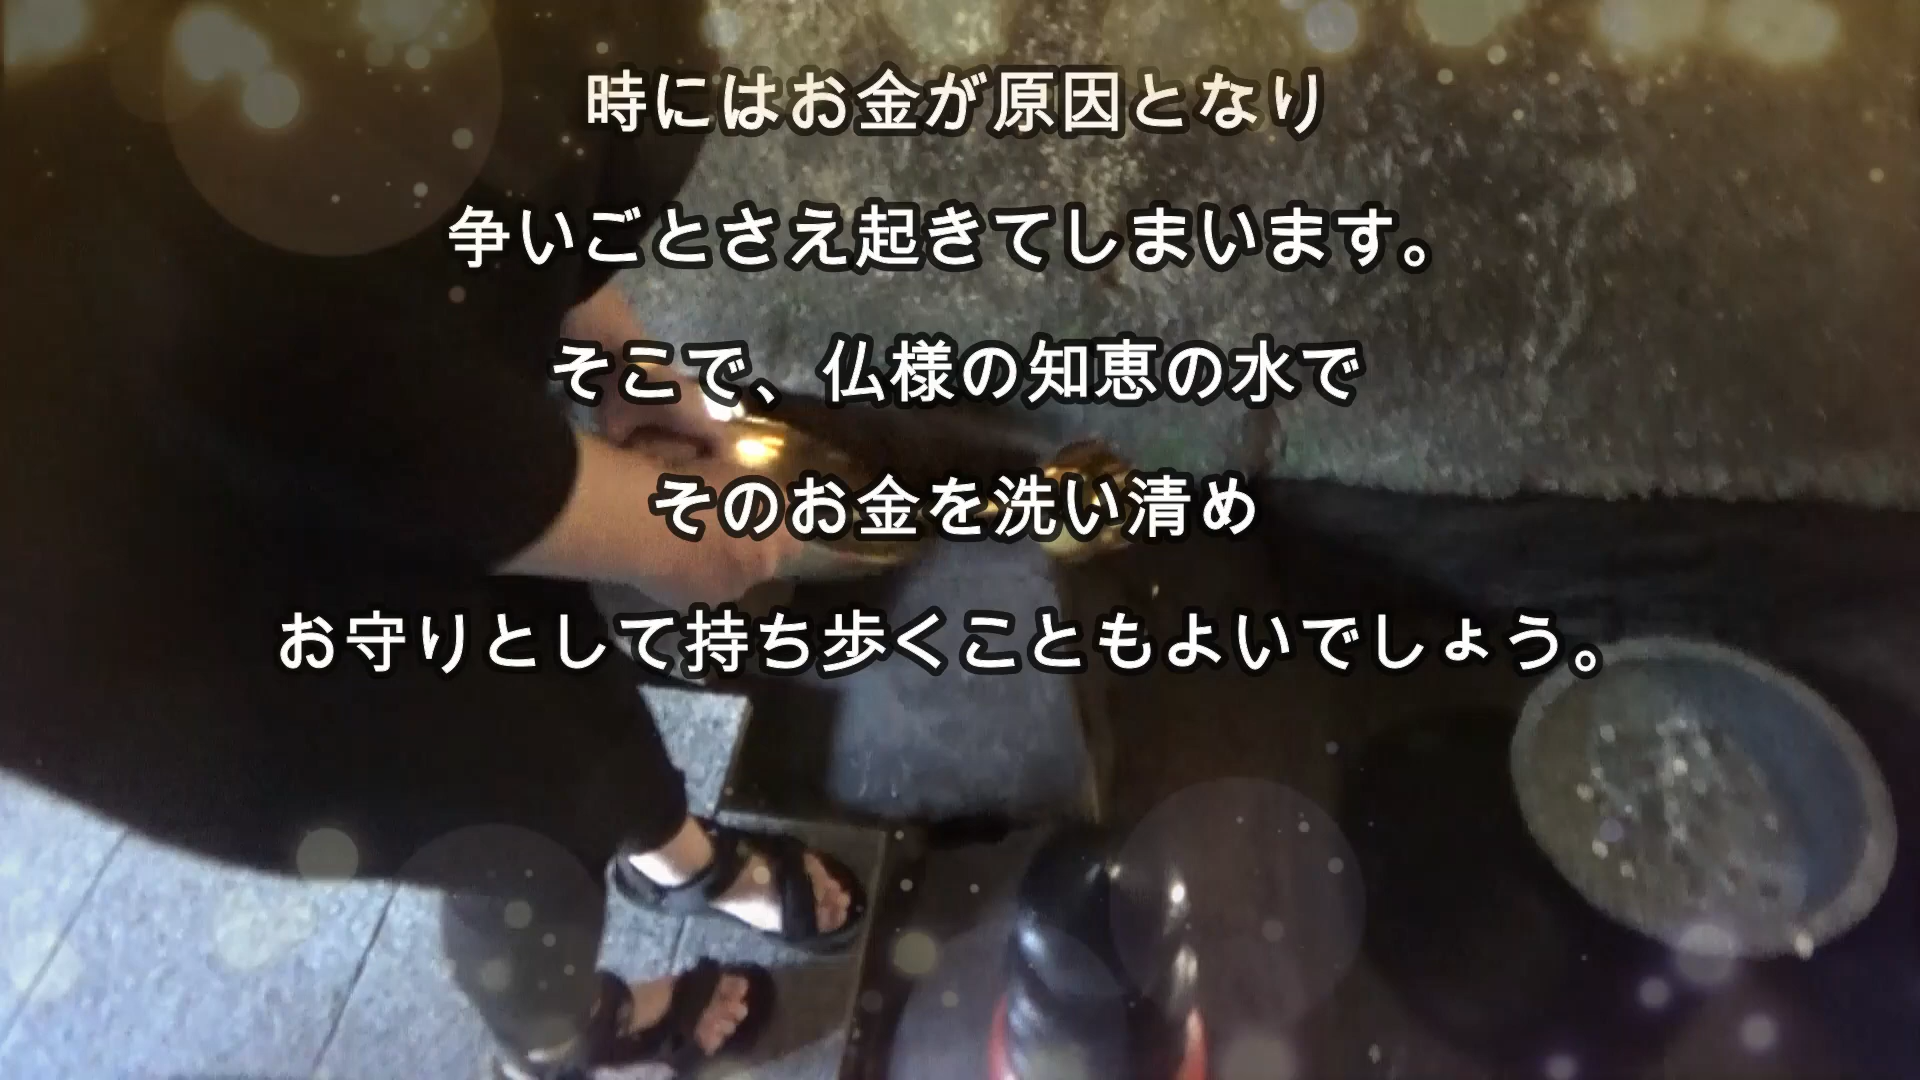 時にはお金が原因となり
争いごとさえ起きてしまいます。
そこで、仏様の知恵の水で
そのお金を洗い清め
お守りとして持ち歩くこともよいでしょう。